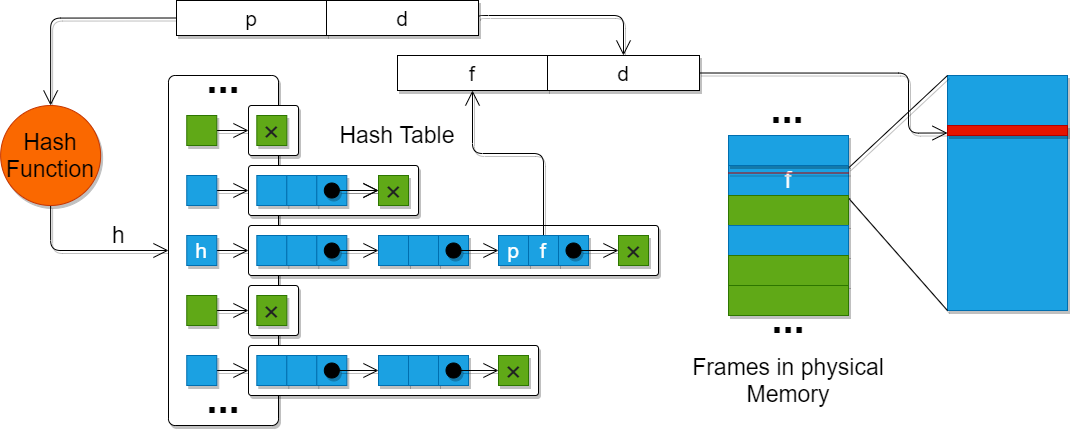 p d
f d
...
Hash
Function
Hash Table
...
f
h
h
p f
...
...
Frames in physical
Memory